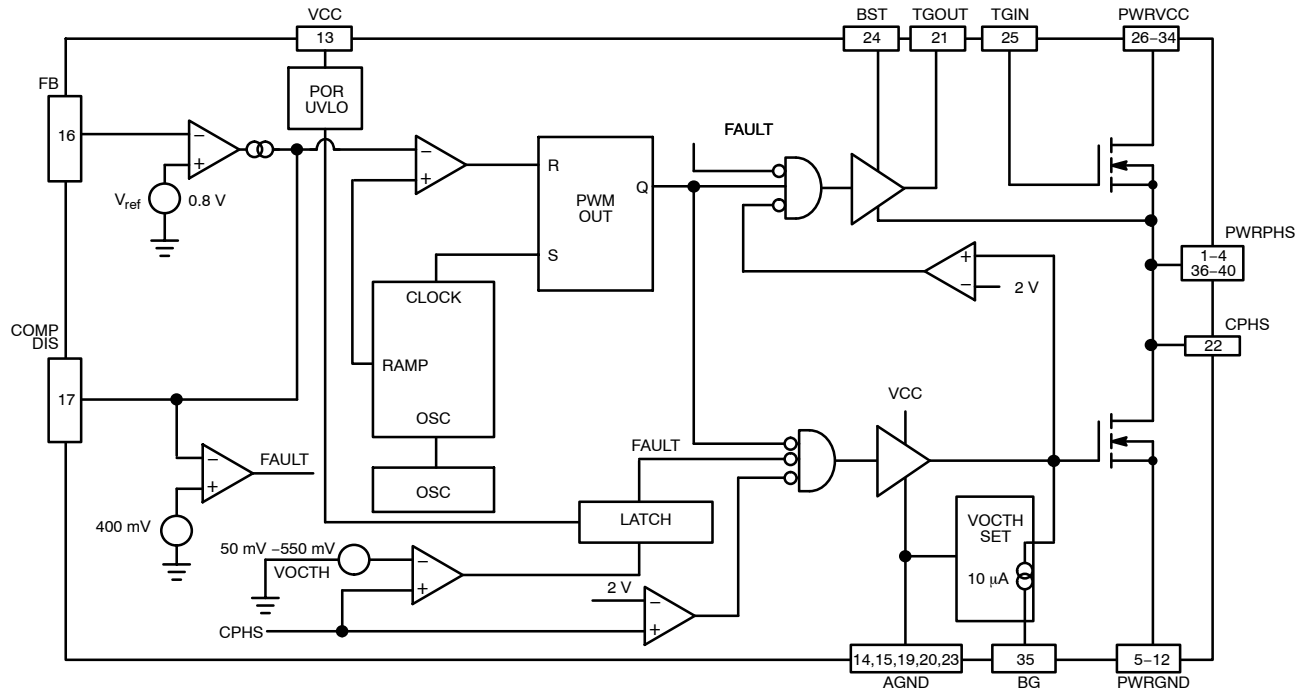 VCC
BST
TGOUT
TGIN
PWRVCC
13
24
21
25
26−34
FB
POR
UVLO
16
−
+
Vref
0.8 V
−
+
R
Q
S
PWM
OUT
FAULT
PWRPHS
1−4
36−40
+
−
2 V
CPHS
22
CLOCK
RAMP
OSC
OSC
COMP
DIS
17
−
+
FAULT
400 mV
VCC
FAULT
LATCH
50 mV −550 mV
VOCTH
−
+
2 V
−
+
CPHS
VOCTH
SET
10 μA
14,15,19,20,23
35
5−12
AGND
BG
PWRGND